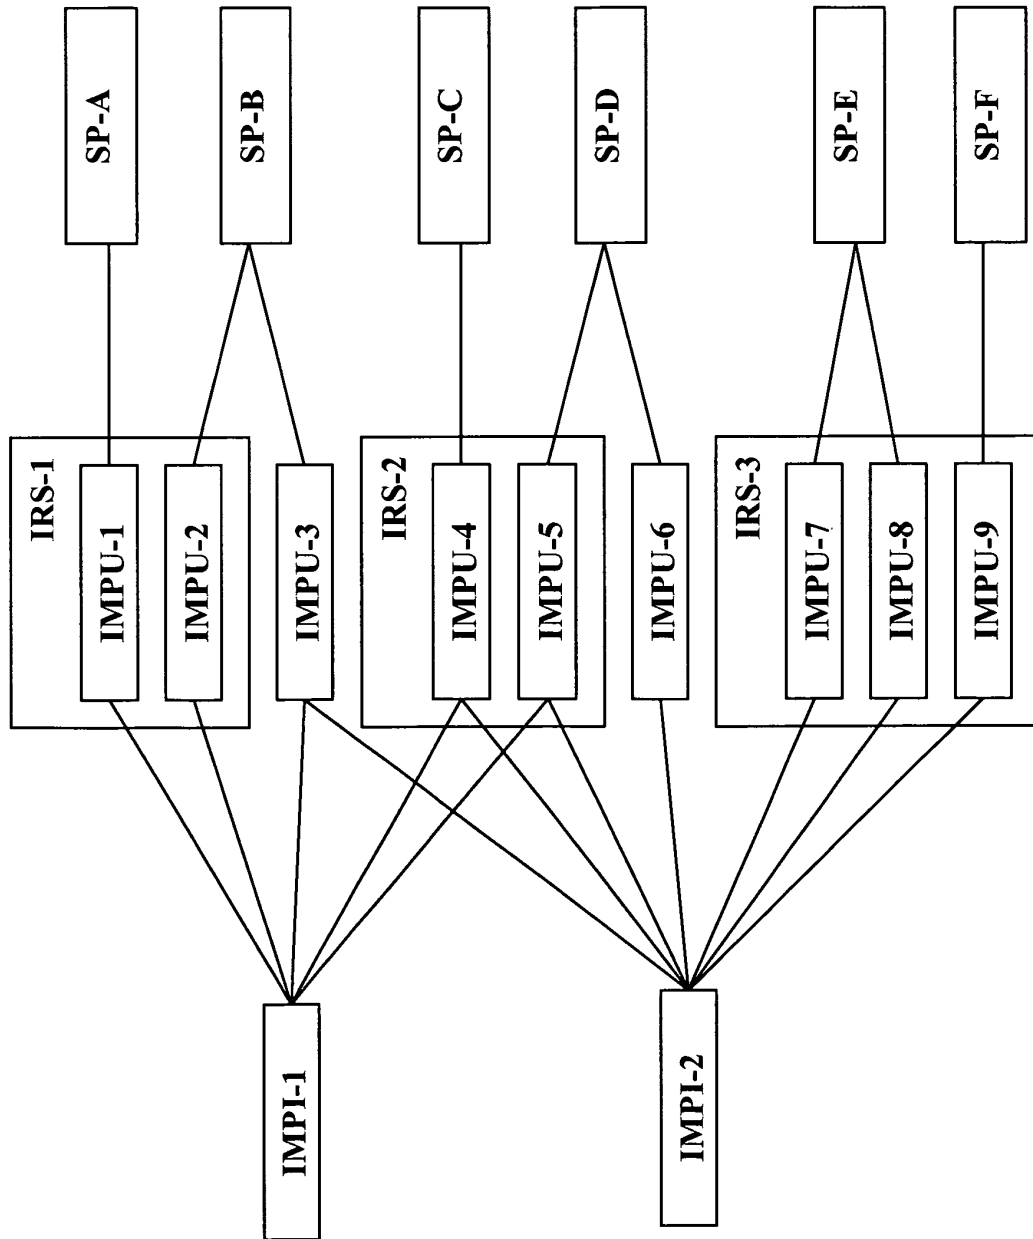 SP-A
SP-B
SP-C
SP-D
SP-E
SP-F
IRS-1
IMPU-1
IMPU-2
IMPU-3
IRS-2
IMPU-4
IMPU-5
IMPU-6
IRS-3
IMPU-7
IMPU-8
IMPU-9
IMPI-1
IMPI-2